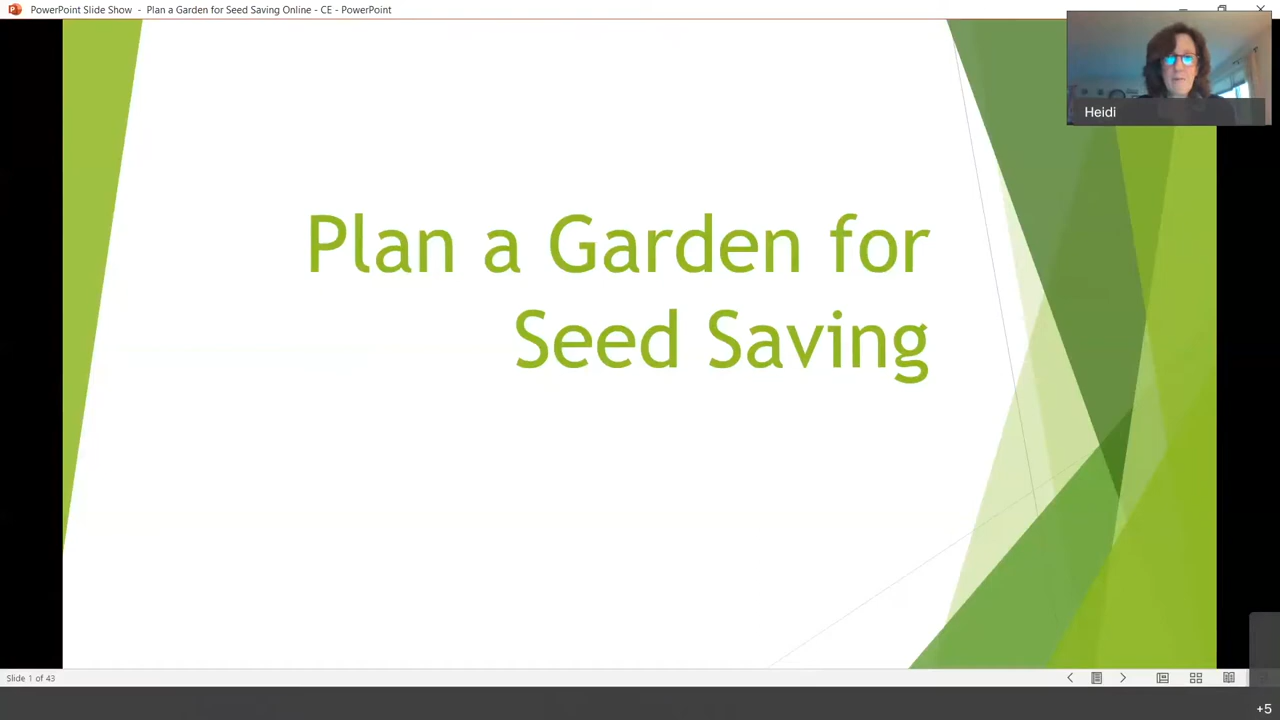 PowerPoint Slide Show - Plan a Garden for Seed Saving Online - CE - PowerPoint
Heidi
Plan a Garden for
Seed Saving
Slide 1 of 43
+5